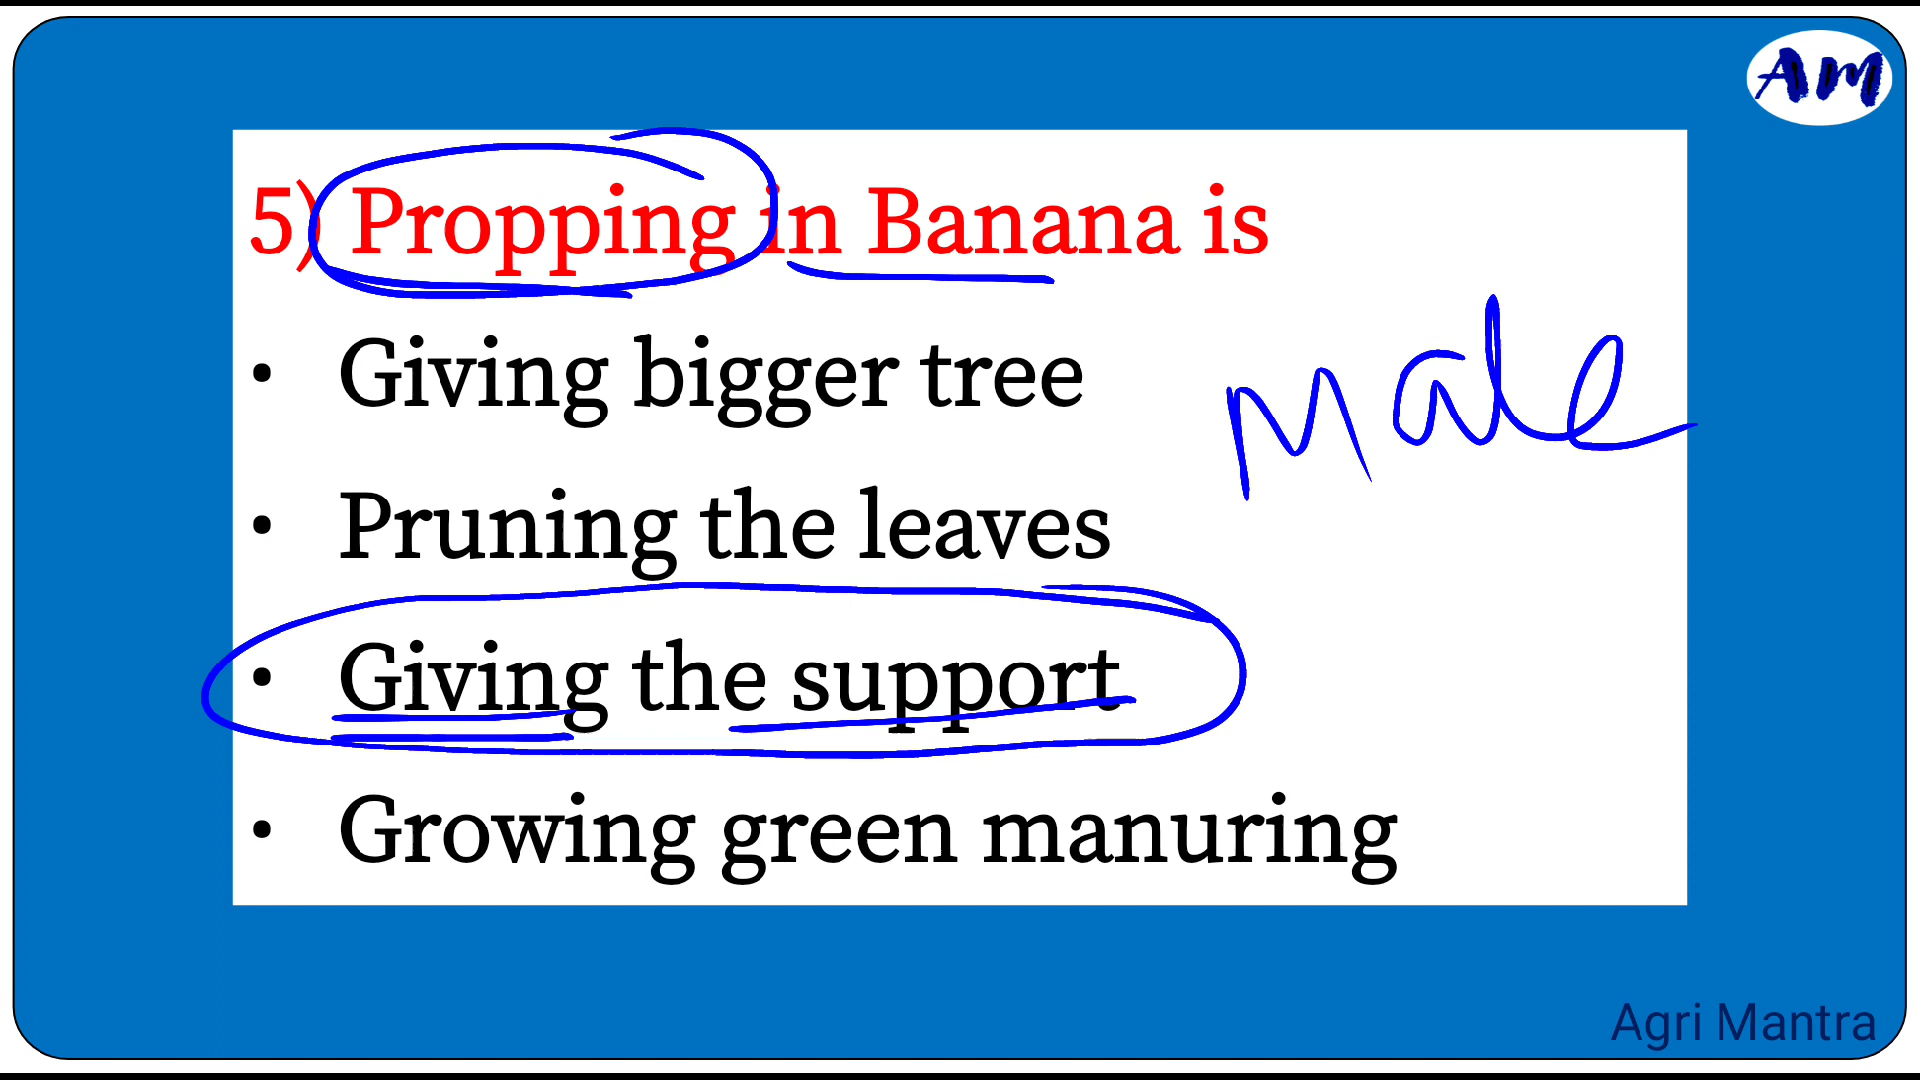 AM
5) Propping in Banana is
• Giving bigger tree
Male
• Pruning the leaves
• Giving the support
• Growing green manuring
Agri Mantra